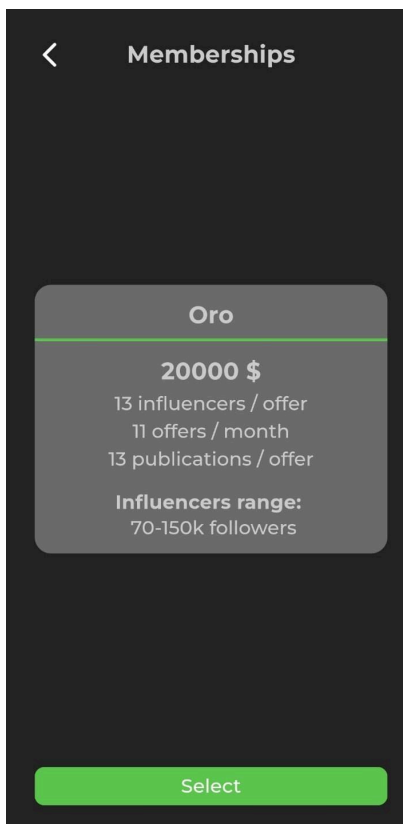 Memberships
Oro
20000 $
13 influencers / offer
11 offers / month
13 publications / offer
Influencers range:
70-150k followers
Select